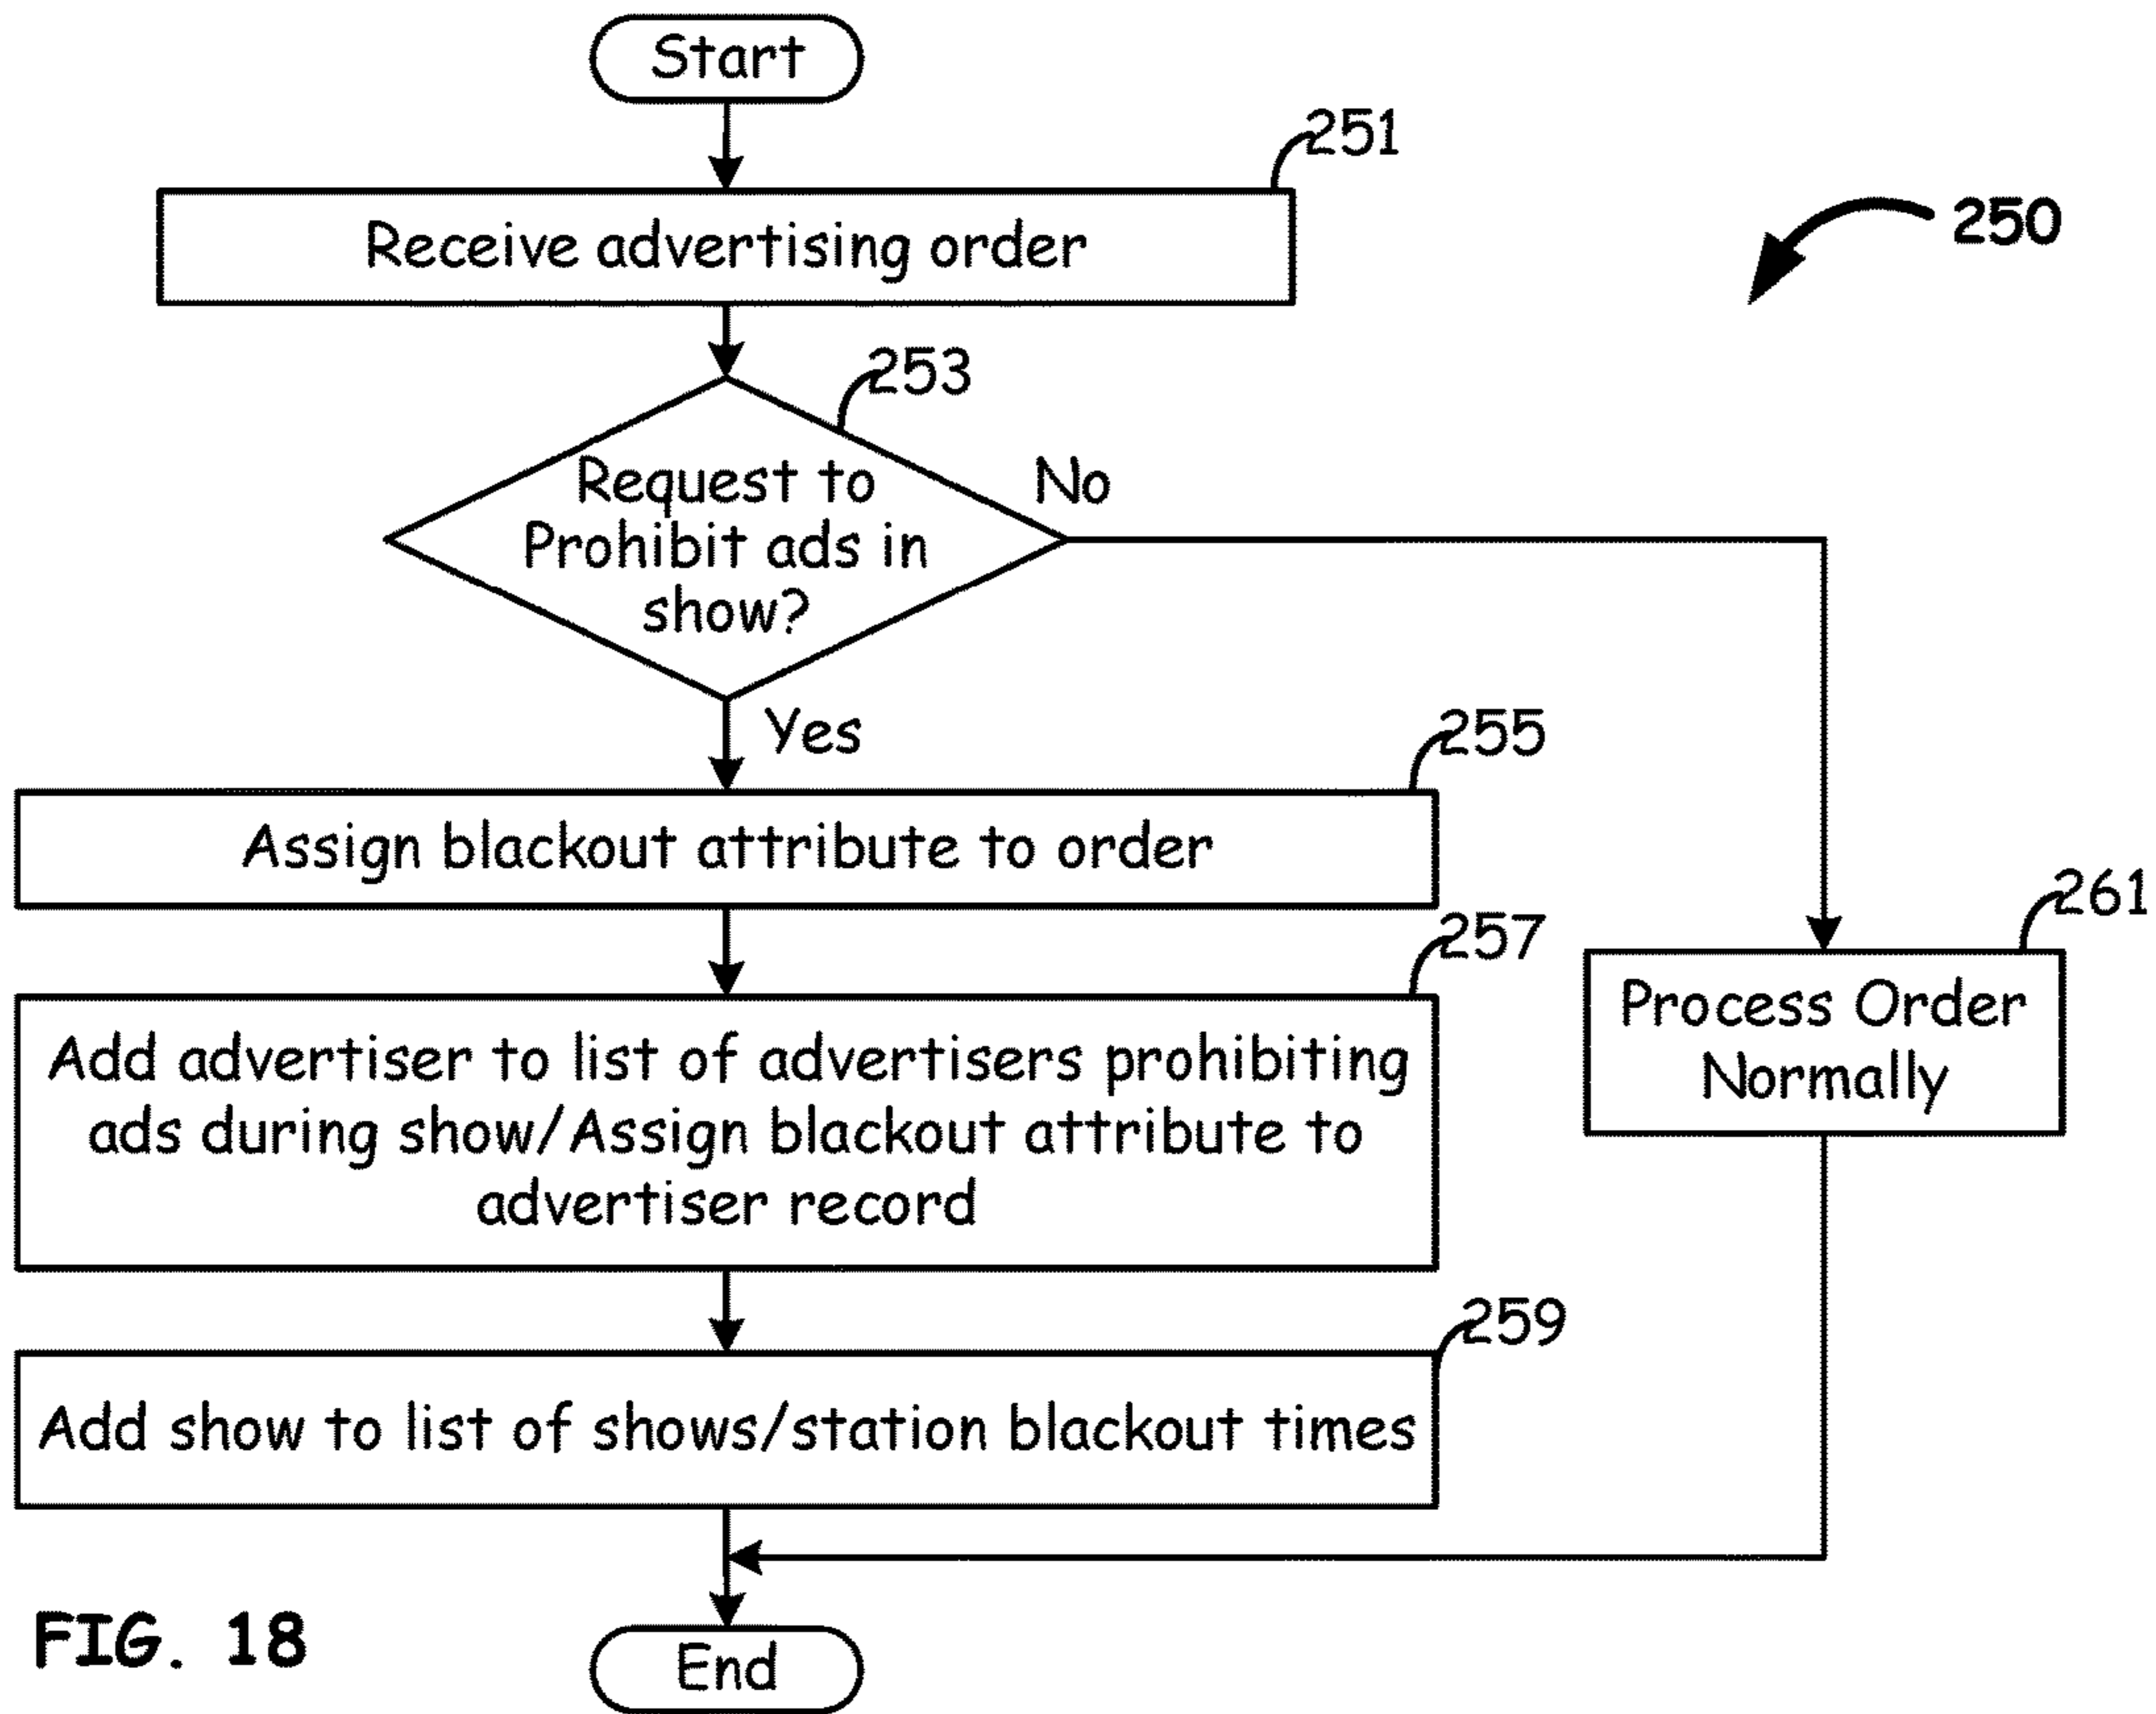 Start
251
Receive advertising order
250
253
Request to
Prohibit ads in
show?
No
Yes
255
Assign blackout attribute to order
257
Add advertiser to list of advertisers prohibiting
ads during show/Assign blackout attribute to
advertiser record
261
Process Order
Normally
259
Add show to list of shows/station blackout times
End
FIG. 18